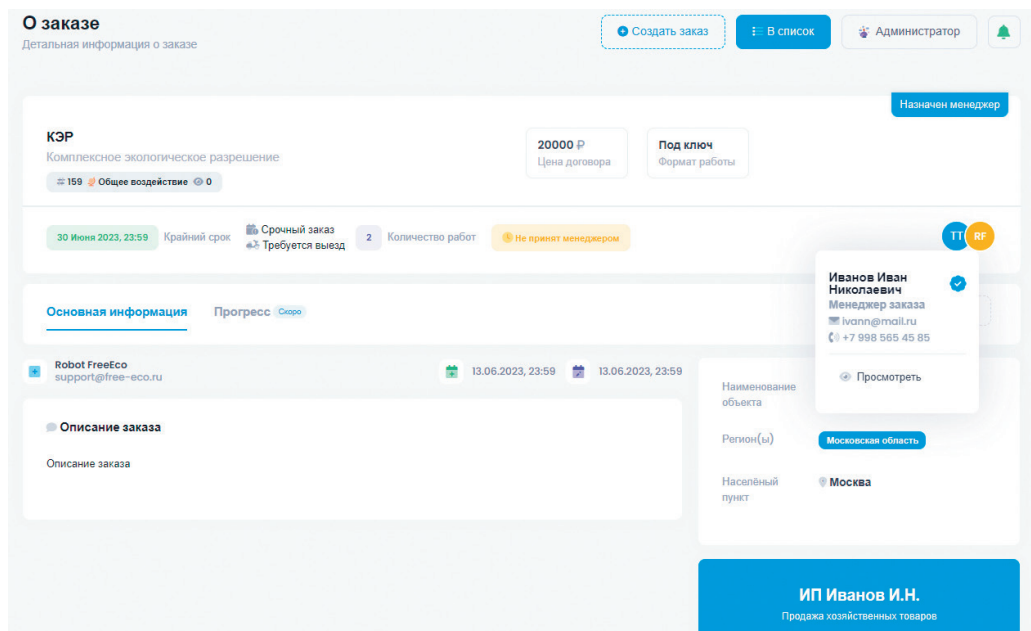 О заказе
Детальная информация о заказе
Создать заказ
В список
Администратор
Назначен менеджер
КЭР
Комплексное экологическое разрешение
159 Общее воздействие 0
20000 ₽
Цена договора
Под ключ
Формат работы
30 Июня 2023, 23:59 Крайний срок
Срочный заказ
Требуется выезд
2 Количество работ
Не принят менеджером
TT RF
Иванов Иван
Николаевич
Менеджер заказа
ivann@mail.ru
+7 998 565 45 85
Просмотреть
Основная информация
Прогресс Скоро
Robot FreeEco
support@free-eco.ru
13.06.2023, 23:59
13.06.2023, 23:59
Описание заказа
Описание заказа
Наименование
объекта
Регион(ы)
Московская область
Населёный
пункт
Москва
ИП Иванов И.Н.
Продажа хозяйственных товаров